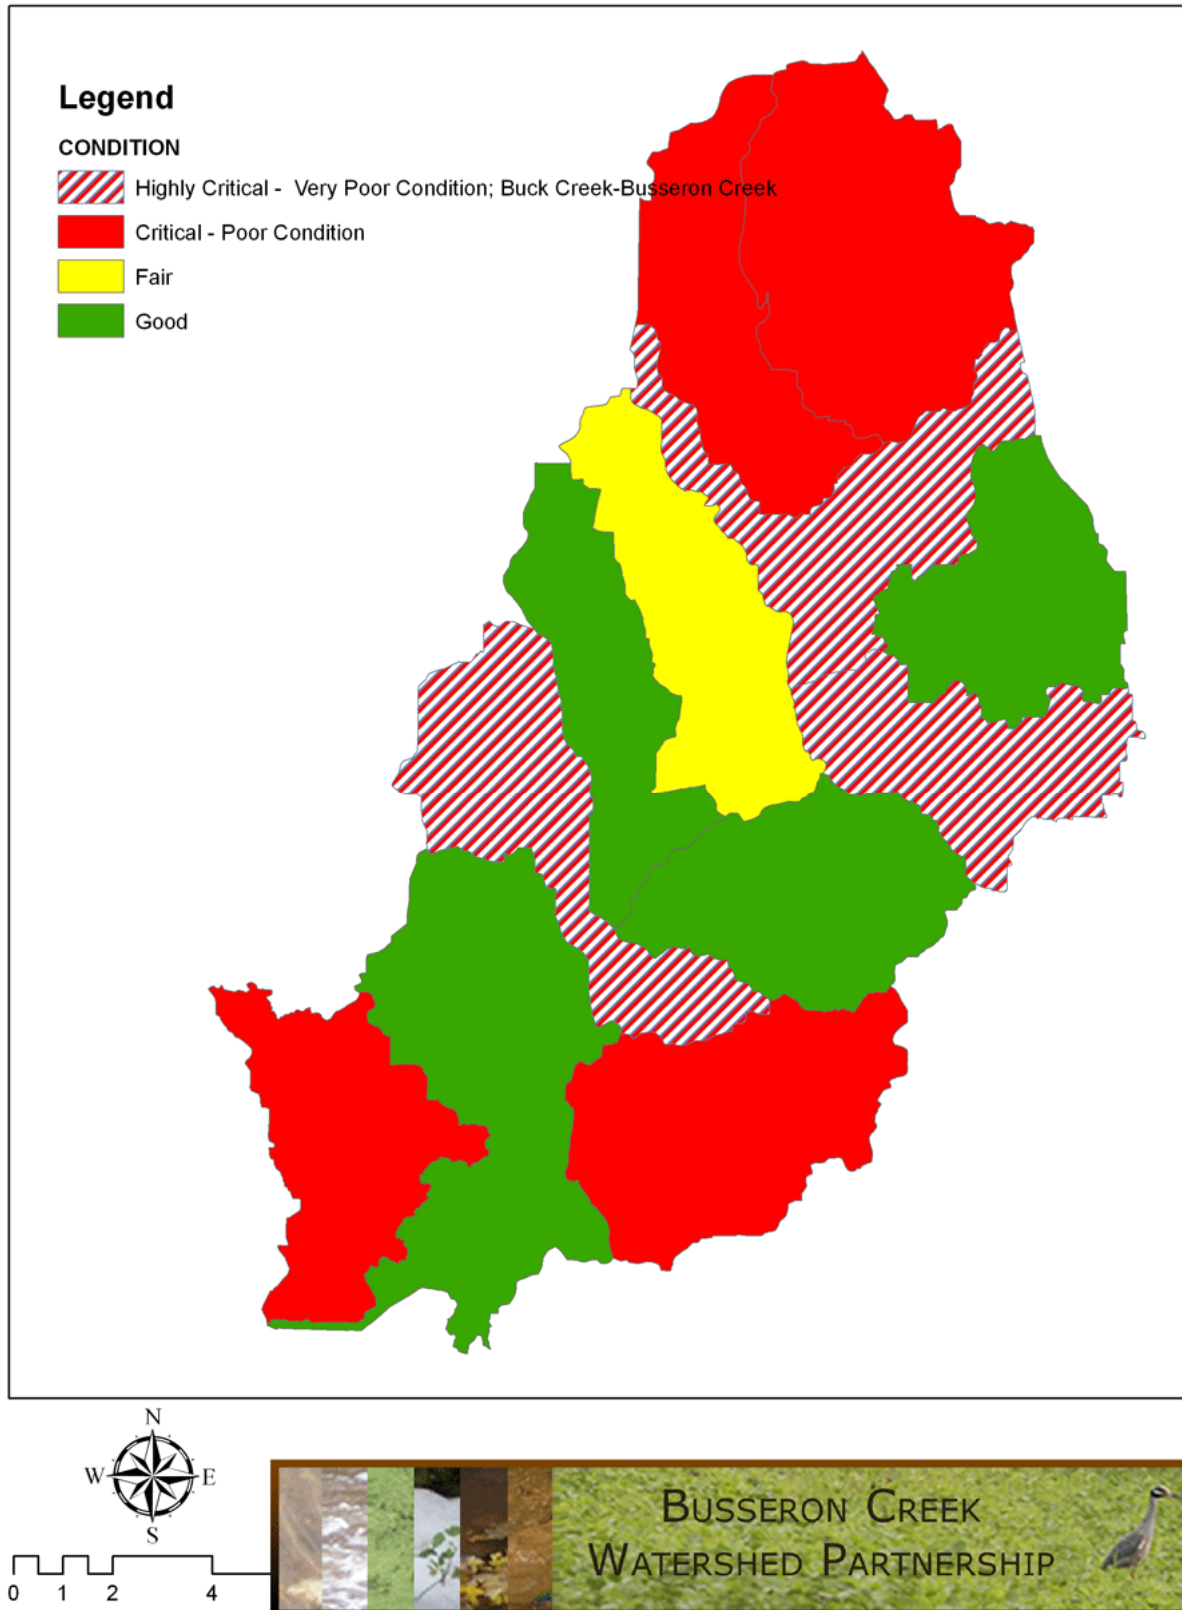 Legend
CONDITION
Highly Critical -  Very Poor Condition; Buck Creek-Busseron Creek
Critical - Poor Condition
Fair
Good
N
W E
S
0 1 2 4
BUSSERON CREEK
WATERSHED PARTNERSHIP